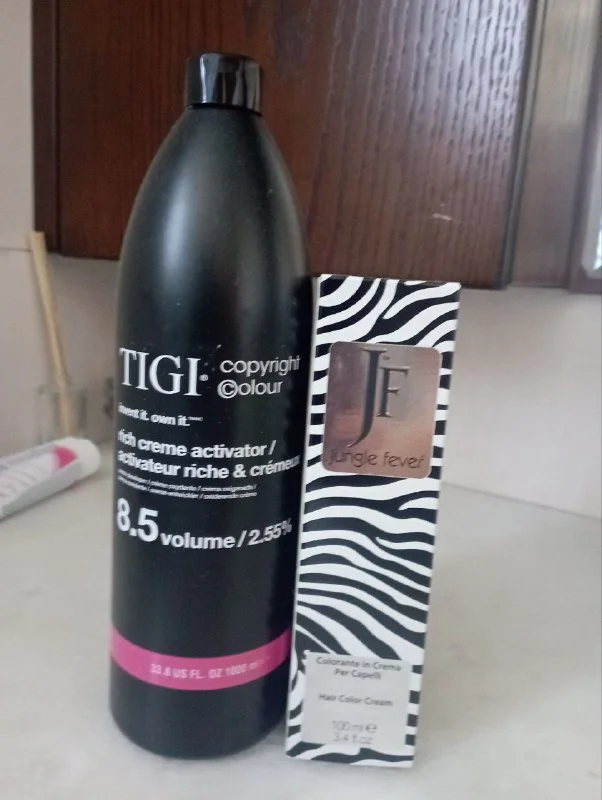 TIGI® copyright
©olour
invent it. own it.™
rich creme activator/
activateur riche & crémeux
8.5 volume/2.55%
33.8 US FL. OZ 1000 ml
JF
jungle fever
Colorante in Crema
Per Capelli
Hair Color Cream
100 ml e
3.4 fl oz